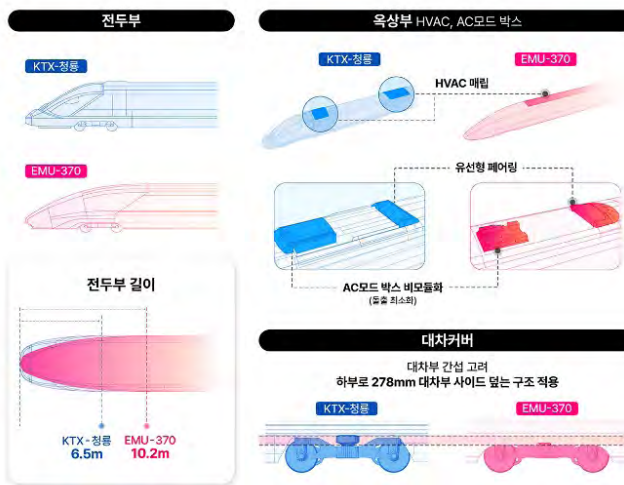 전두부
KTX-청룡
EMU-370
전두부 길이
KTX-청룡
6.5m
EMU-370
10.2m
옥상부 HVAC, AC모드 박스
KTX-청룡
EMU-370
HVAC 매립
유선형 페어링
AC모드 박스 비모듈화
(돌출 최소화)
대차커버
대차부 간섭 고려
하부로 278mm 대차부 사이드 덮는 구조 적용
KTX-청룡
EMU-370